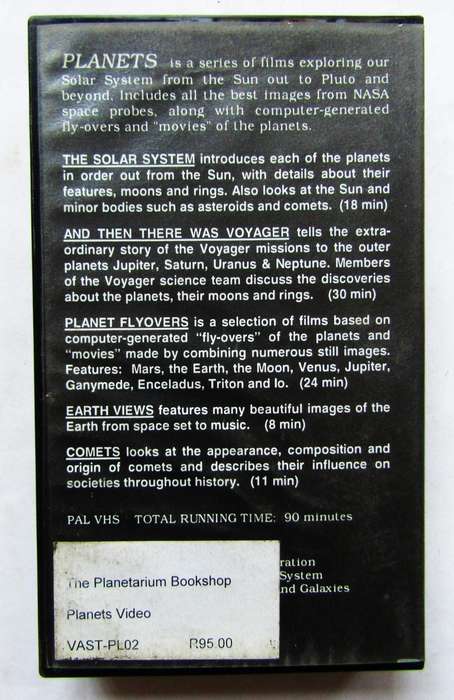 PLANETS is a series of films exploring our
Solar System from the Sun out to Pluto and
beyond. Includes all the best images from NASA
space probes, along with computer-generated
fly-overs and "movies" of the planets.
THE SOLAR SYSTEM introduces each of the planets
in order out from the Sun, with details about their
features, moons and rings. Also looks at the Sun and
minor bodies such as asteroids and comets. (18 min)
AND THEN THERE WAS VOYAGER tells the extra-
ordinary story of the Voyager missions to the outer
planets Jupiter, Saturn, Uranus & Neptune. Members
of the Voyager science team discuss the discoveries
about the planets, their moons and rings. (30 min)
PLANET FLYOVERS is a selection of films based on
computer-generated "fly-overs" of the planets and
"movies" made by combining numerous still images.
Features: Mars, the Earth, the Moon, Venus, Jupiter,
Ganymede, Enceladus, Triton and Io. (24 min)
EARTH VIEWS features many beautiful images of the
Earth from space set to music. (8 min)
COMETS looks at the appearance, composition and
origin of comets and describes their influence on
societies throughout history. (11 min)
PAL VHS TOTAL RUNNING TIME: 90 minutes
ration
System
nd Galaxies
The Planetarium Bookshop
Planets Video
VAST-PL02 R95.00